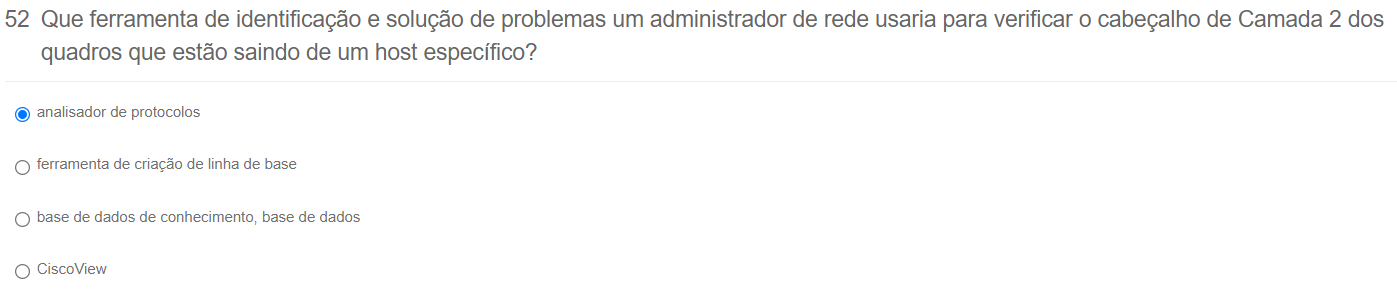 52 Que ferramenta de identificação e solução de problemas um administrador de rede usaria para verificar o cabeçalho de Camada 2 dos
quadros que estão saindo de um host específico?
analisador de protocolos
ferramenta de criação de linha de base
base de dados de conhecimento, base de dados
CiscoView